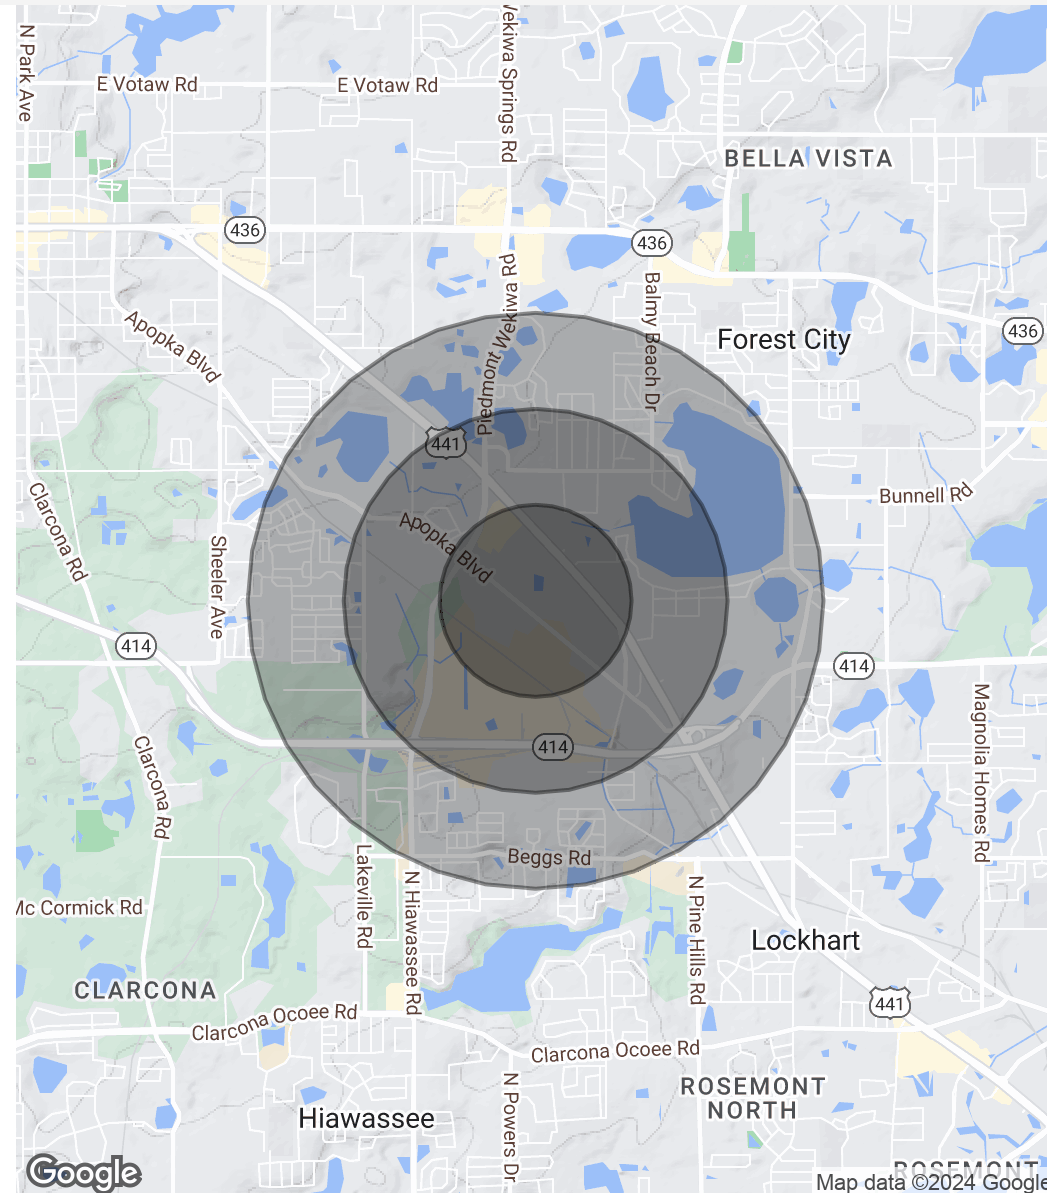 N Park Ave
E Votaw Rd
E Votaw Rd
Wekiwa Springs Rd
BELLA VISTA
436
436
Piedmont Wekiwa Rd
Balmy Beach Dr
Apopka Blvd
Forest City
436
441
Clarcona Rd
Bunnell Rd
Apopka Blvd
Sheeler Ave
414
414
Magnolia Homes Rd
Clarcona Rd
414
Beggs Rd
Lakeville Rd
N Hiawassee Rd
N Pine Hills Rd
Mc Cormick Rd
Lockhart
CLARCONA
441
Clarcona Ocoee Rd
Clarcona Ocoee Rd
N Powers Dr
ROSEMONT
NORTH
Hiawassee
Google
ROSEMONT
Map data ©2024 Google